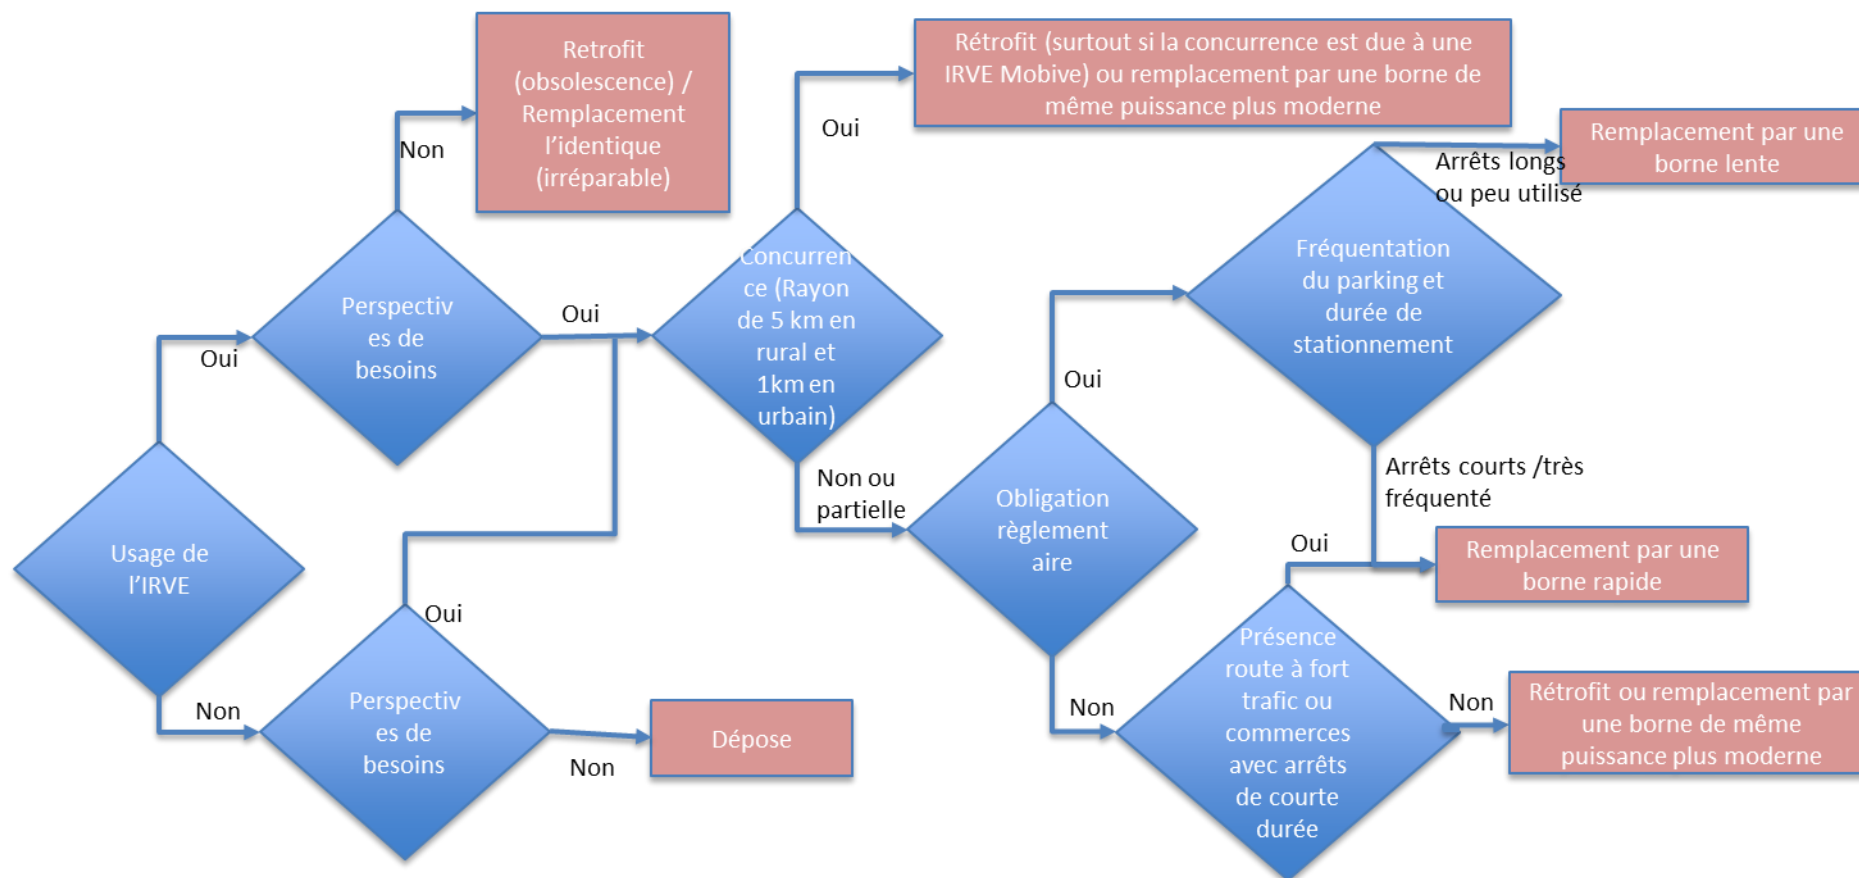 Retrofit
(obsolescence) /
Remplacement
l’identique
(irréparable)
Non
Rétrofit (surtout si la concurrence est due à une
IRVE Mobive) ou remplacement par une borne de
même puissance plus moderne
Oui
Remplacement par une
borne lente
Arrêts longs
ou peu utilisé
Fréquentation
du parking et
durée de
stationnement
Concurren
ce (Rayon
de 5 km en
rural et
1km en
urbain)
Perspectiv
es de
besoins
Oui
Oui
Oui
Arrêts courts /très
fréquenté
Non ou
partielle
Obligation
règlement
aire
Usage de
l’IRVE
Oui
Remplacement par une
borne rapide
Oui
Présence
route à fort
trafic ou
commerces
avec arrêts
de courte
durée
Non
Non
Rétrofit ou remplacement par
une borne de même
puissance plus moderne
Non
Perspectiv
es de
besoins
Non
Dépose